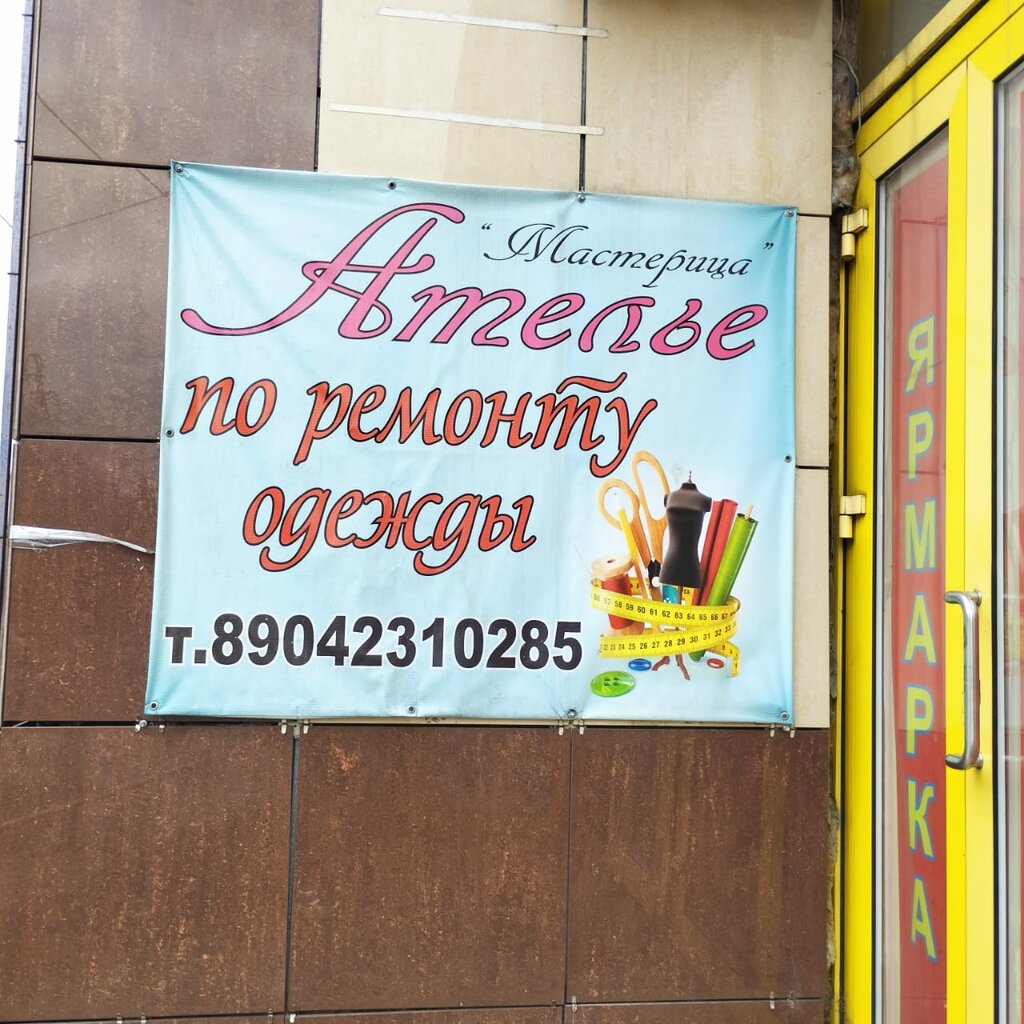 "Мастерица"
Ателье
по ремонту
одежды
т.89042310285
ЯРМАРКА